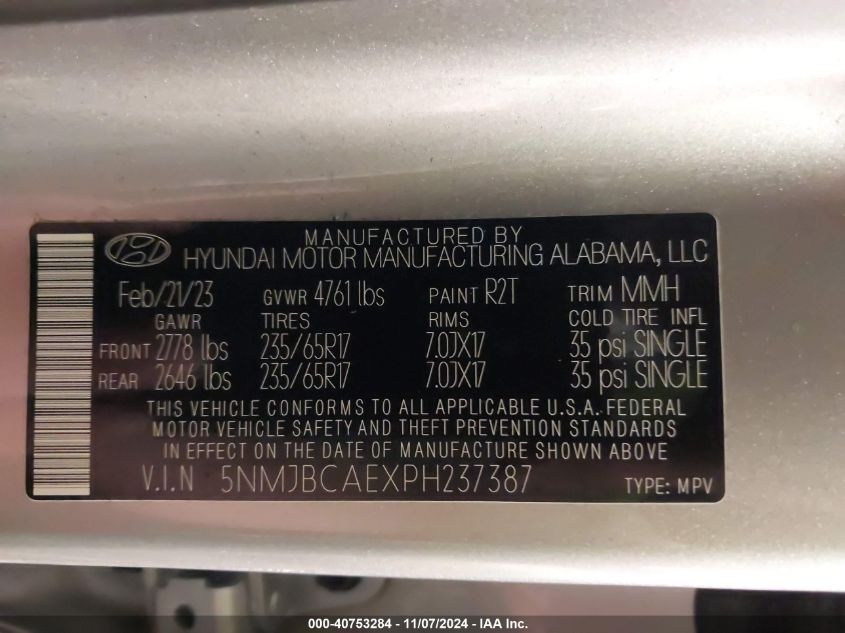 MANUFACTURED BY
HYUNDAI MOTOR MANUFACTURING ALABAMA, LLC
Feb/21/23 GVWR 4761 lbs PAINT R2T TRIM MMH
GAWR TIRES RIMS COLD TIRE INFL
FRONT 2778 lbs 235/65R17 7.0JX17 35 psi SINGLE
REAR 2646 lbs 235/65R17 7.0JX17 35 psi SINGLE
THIS VEHICLE CONFORMS TO ALL APPLICABLE U.S.A. FEDERAL
MOTOR VEHICLE SAFETY AND THEFT PREVENTION STANDARDS
IN EFFECT ON THE DATE OF MANUFACTURE SHOWN ABOVE
V.I.N 5NMJBCAEXPH237387 TYPE: MPV
000-40753284 - 11/07/2024 - IAA Inc.